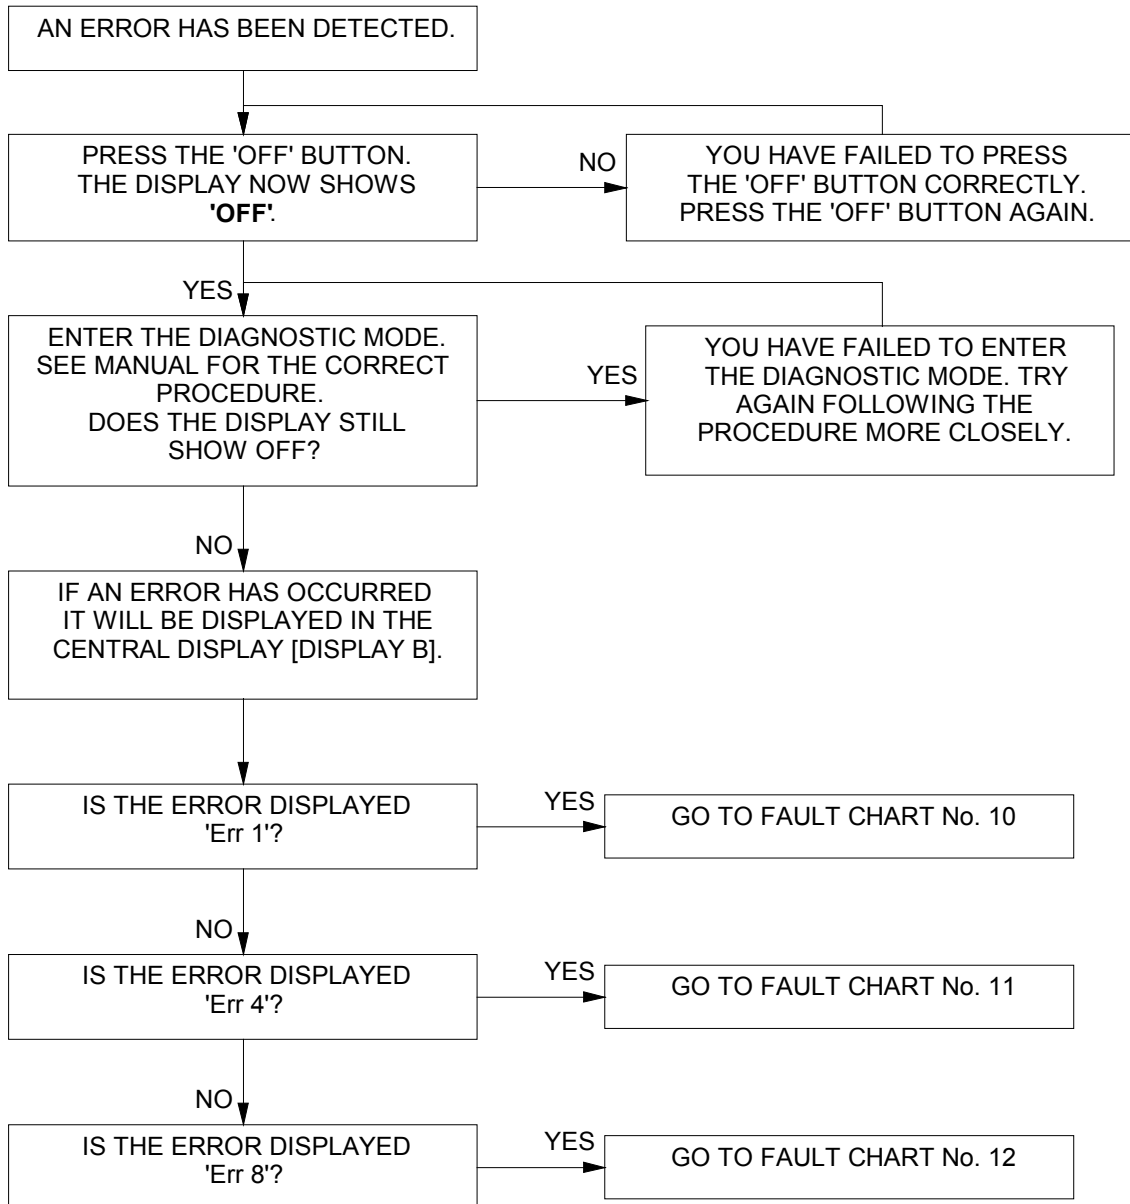 AN ERROR HAS BEEN DETECTED.
PRESS THE 'OFF' BUTTON.
THE DISPLAY NOW SHOWS
'OFF'.
NO
YOU HAVE FAILED TO PRESS
THE 'OFF' BUTTON CORRECTLY.
PRESS THE 'OFF' BUTTON AGAIN.
YES
ENTER THE DIAGNOSTIC MODE.
SEE MANUAL FOR THE CORRECT
PROCEDURE.
DOES THE DISPLAY STILL
SHOW OFF?
YES
YOU HAVE FAILED TO ENTER
THE DIAGNOSTIC MODE. TRY
AGAIN FOLLOWING THE
PROCEDURE MORE CLOSELY.
NO
IF AN ERROR HAS OCCURRED
IT WILL BE DISPLAYED IN THE
CENTRAL DISPLAY [DISPLAY B].
IS THE ERROR DISPLAYED
'Err 1'?
YES
GO TO FAULT CHART No. 10
NO
IS THE ERROR DISPLAYED
'Err 4'?
YES
GO TO FAULT CHART No. 11
NO
IS THE ERROR DISPLAYED
'Err 8'?
YES
GO TO FAULT CHART No. 12